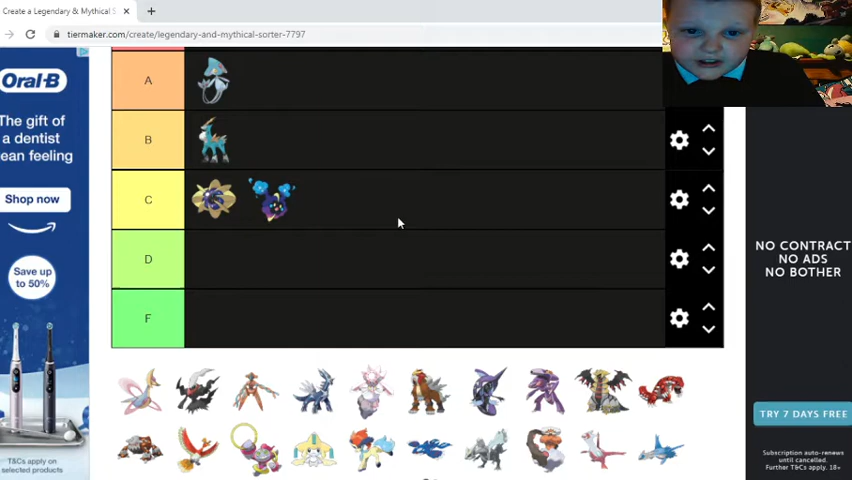 Create a Legendary & Mythical S
tiermaker.com/create/legendary-and-mythical-sorter-7797
Oral-B
The gift of
a dentist
ean feeling
Shop now
Save up
to 50%
T&Cs apply on
selected products
A
B
C
D
F
NO CONTRACT
NO ADS
NO BOTHER
TRY 7 DAYS FREE
Subscription auto-renews
until cancelled.
Further T&Cs apply. 18+